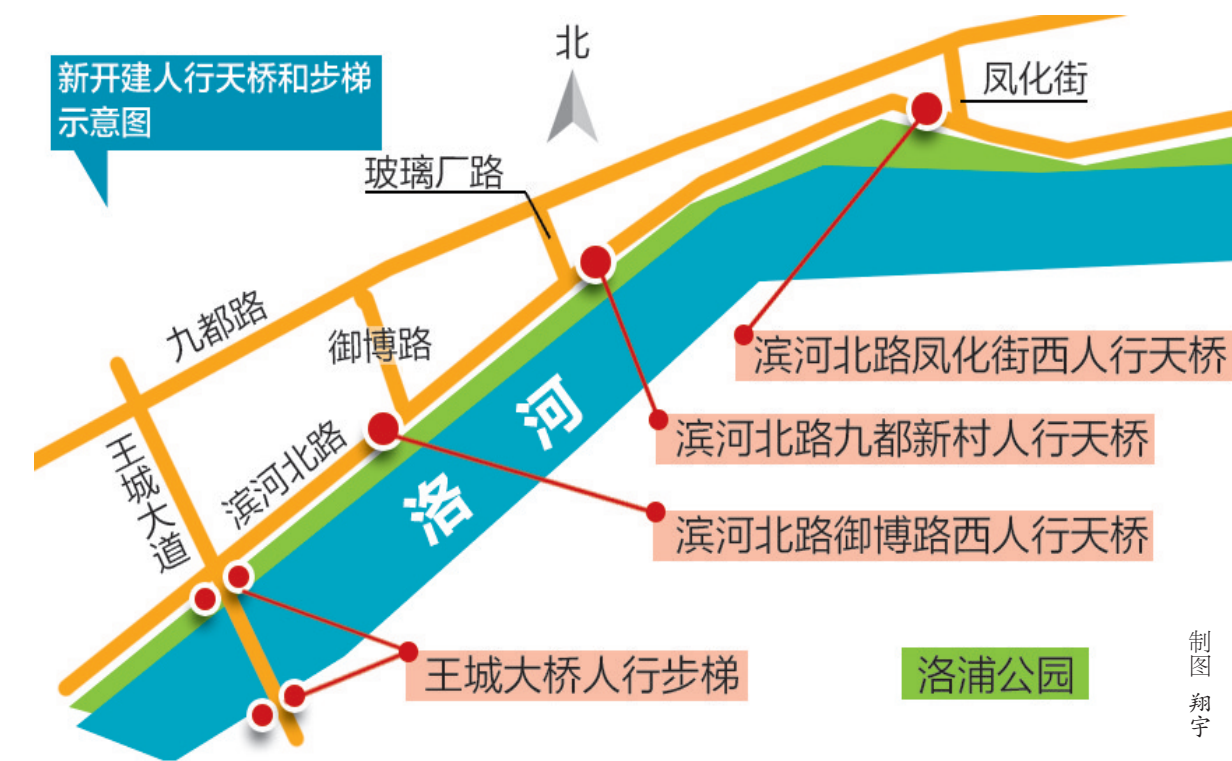 新开建人行天桥和步梯
示意图
北
凤化街
玻璃厂路
九都路
御博路
滨河北路凤化街西人行天桥
滨河北路九都新村人行天桥
王城大道
滨河北路
洛河
滨河北路御博路西人行天桥
王城大桥人行步梯
洛浦公园
制图 翔宇